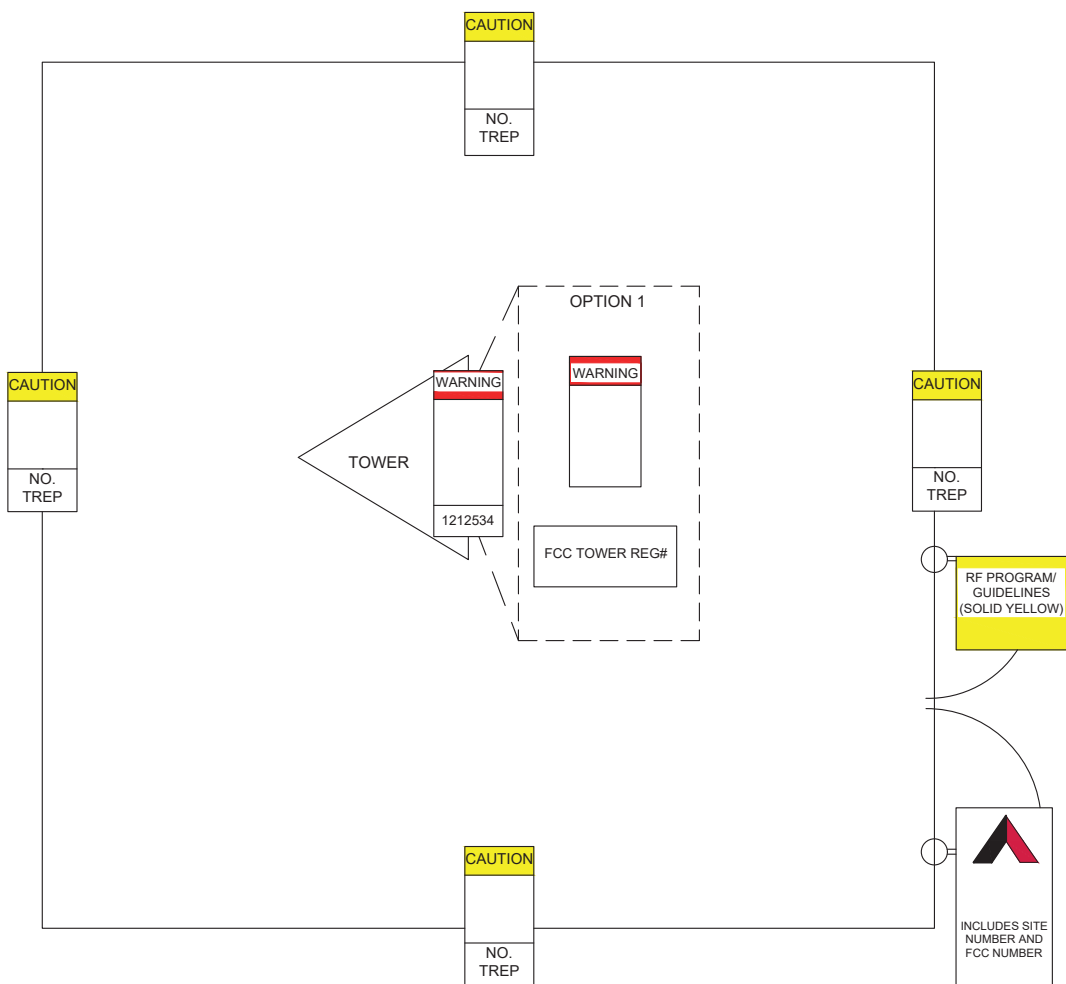 CAUTION
NO.
TREP
OPTION 1
WARNING
WARNING
TOWER
1212534
FCC TOWER REG#
CAUTION
NO.
TREP
CAUTION
NO.
TREP
RF PROGRAM/
GUIDELINES
(SOLID YELLOW)
CAUTION
NO.
TREP
INCLUDES SITE
NUMBER AND
FCC NUMBER